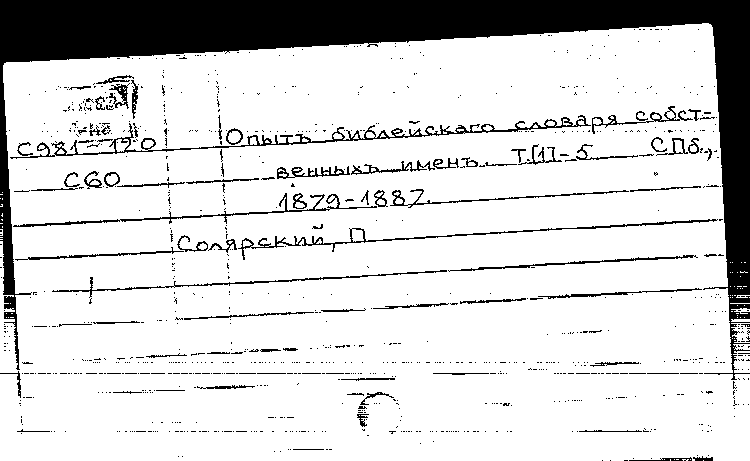 С981-120
Опытъ библейскаго словаря собст-
С60
венныхъ именъ. Т.[1]-5 СПб.,
1879-1887.
Солярский, П